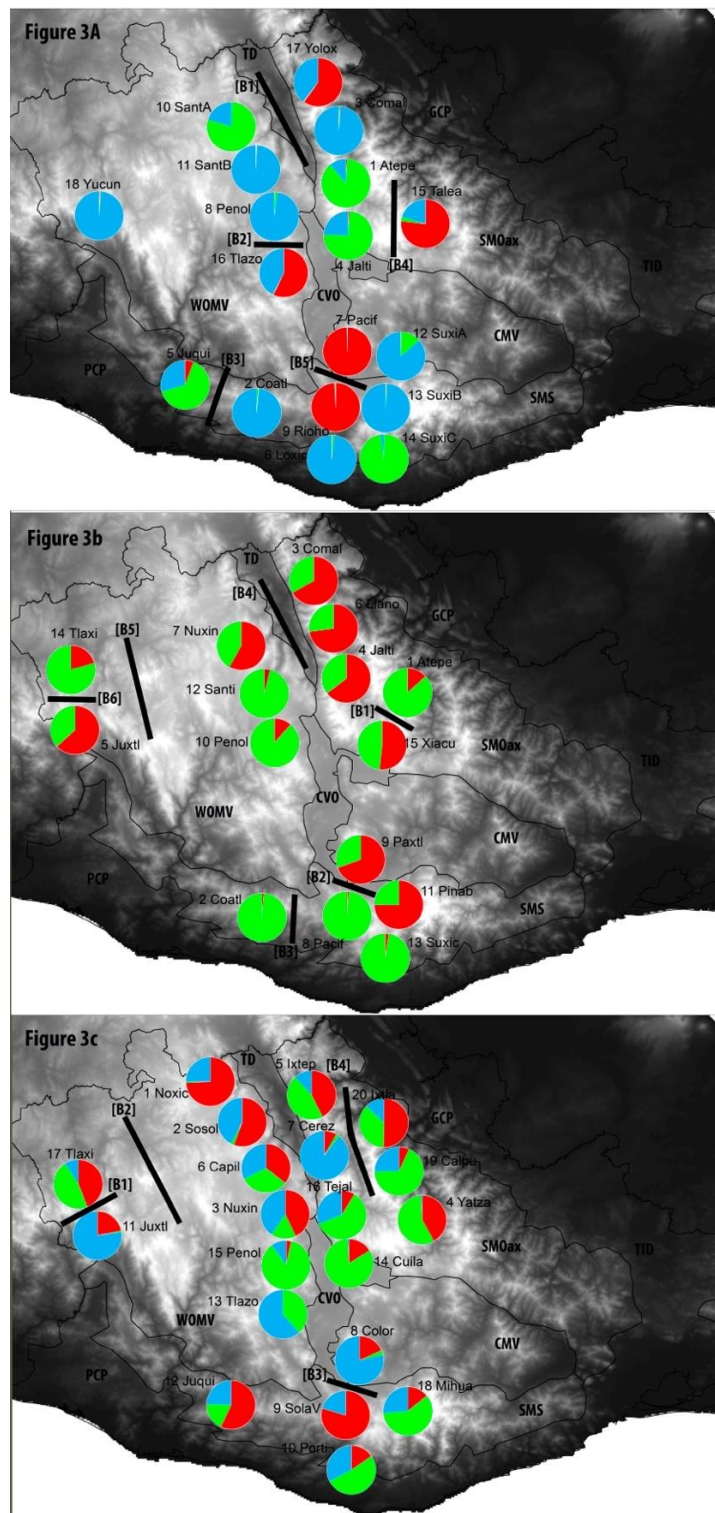 Figure 3A
17 Yolox
TD
[B1]
GCP
10 SantA
3 Comal
11 SantB
1 Atepe
15 Talea
18 Yucun
8 Penol
[B2]
SMOax
16 Tlazo
4 Jalti
[B4]
TID
CVO
WOMV
7 Pacif
12 SuxiA
CMV
5 Juqui
[B3]
[B5]
PCP
2 Coatl
13 SuxiB
SMS
9 Rioho
6 Loxic
14 SuxiC
Figure 3b
3 Comal
TD
[B4]
6 Llano
GCP
[B5]
14 Tlaxi
7 Nuxin
4 Jalti
1 Atepe
12 Santi
[B6]
5 Juxtl
[B1]
10 Penol
15 Xiacu
SMOax
TID
WOMV
CVO
9 Paxtl
CMV
PCP
[B2]
11 Pinab
2 Coatl
SMS
8 Pacif
[B3]
13 Suxic
Figure 3c
TD
5 Ixtep
[B4]
1 Noxic
20 Ixtla
GCP
[B2]
2 Sosol
7 Cerez
17 Tlaxi
6 Capil
19 Calpu
[B1]
16 Tejal
11 Juxtl
3 Nuxin
4 Yatza
15 Penol
SMOax
TID
14 Cuila
13 Tlazo
CVO
WOMV
8 Color
CMV
PCP
[B3]
12 Juqui
18 Mihua
9 SolaV
SMS
10 Porti